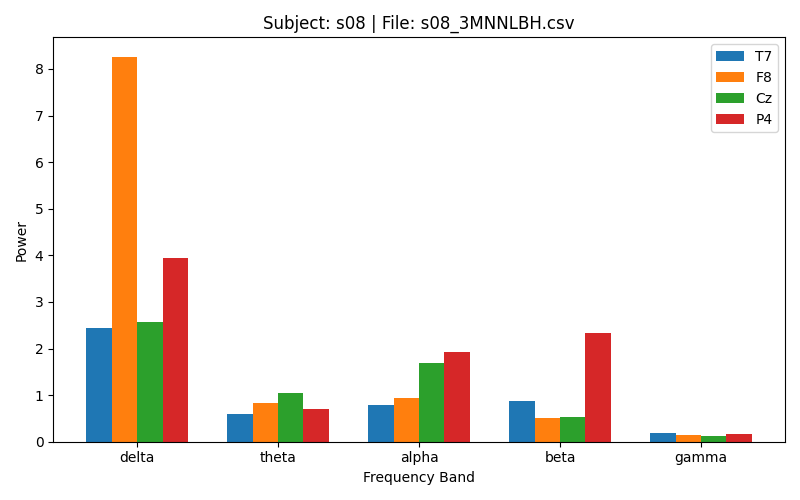 Subject: s08 | File: s08_3MNNLBH.csv
T7
F8
Cz
P4
Power
8
7
6
5
4
3
2
1
0
delta theta alpha beta gamma
Frequency Band